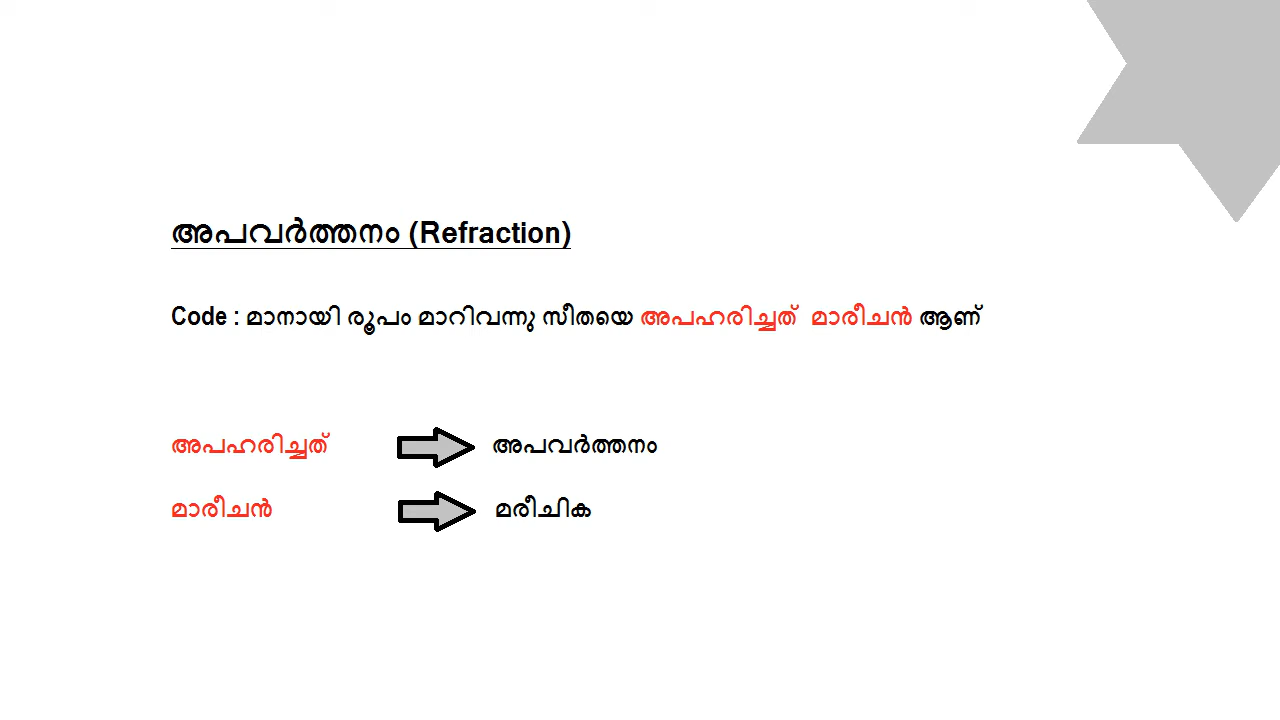 അപവർത്തനം (Refraction)
Code : മാനായി രൂപം മാറിവന്നു സീതയെ അപഹരിച്ചത് മാരീചൻ ആണ്
അപഹരിച്ചത് അപവർത്തനം
മാരീചൻ മരീചിക